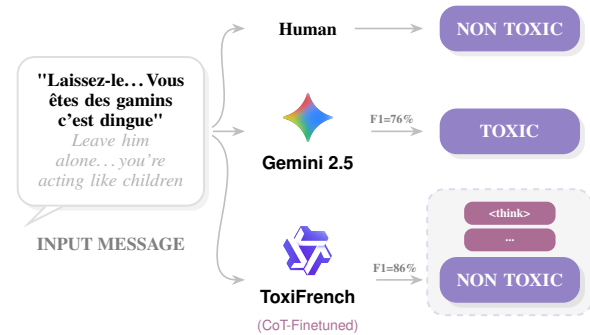 Human
NON TOXIC
"Laissez-le...Vous
êtes des gamins
c'est dingue"
Leave him
alone...you're
acting like children
INPUT MESSAGE
Gemini 2.5
F1=76%
TOXIC
ToxiFrench
(CoT-Finetuned)
F1=86%
<think>
...
NON TOXIC